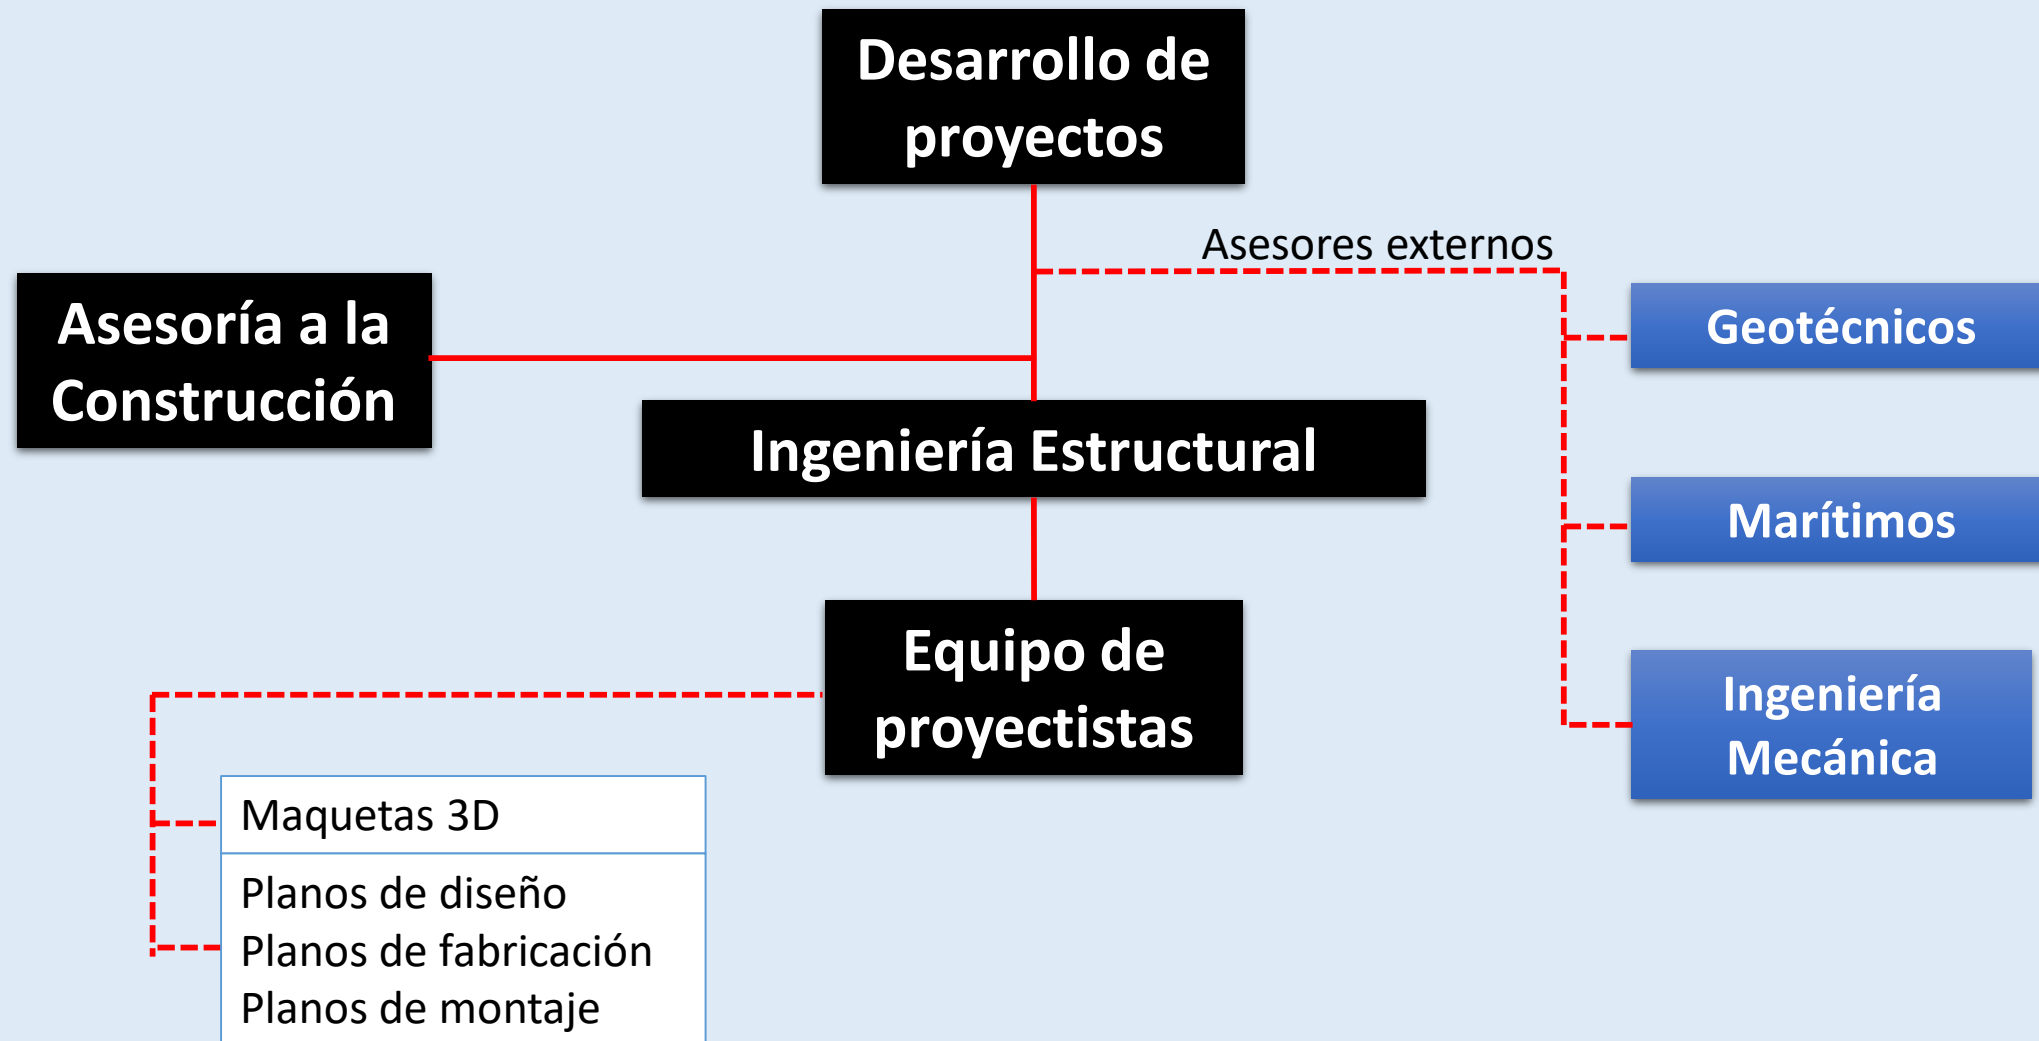 Desarrollo de
proyectos
Asesores externos
Asesoría a la
Construcción
Geotécnicos
Ingeniería Estructural
Marítimos
Equipo de
proyectistas
Ingeniería
Mecánica
Maquetas 3D
Planos de diseño
Planos de fabricación
Planos de montaje